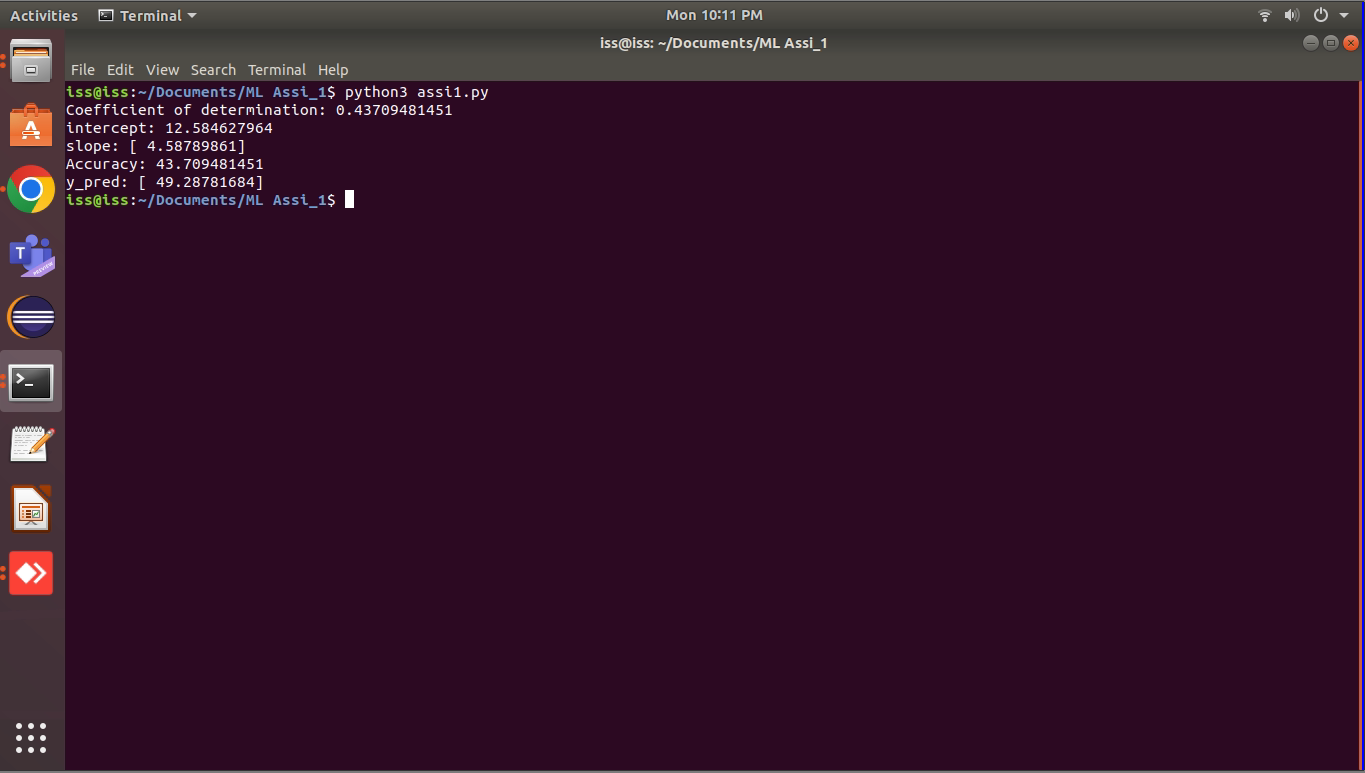 Activities Terminal Mon 10:11 PM
iss@iss: ~/Documents/ML Assi_1
File Edit View Search Terminal Help
iss@iss:~/Documents/ML Assi_1$ python3 assi1.py
Coefficient of determination: 0.43709481451
intercept: 12.584627964
slope: [ 4.58789861]
Accuracy: 43.709481451
y_pred: [ 49.28781684]
iss@iss:~/Documents/ML Assi_1$
A
T
PREVIEW
>_